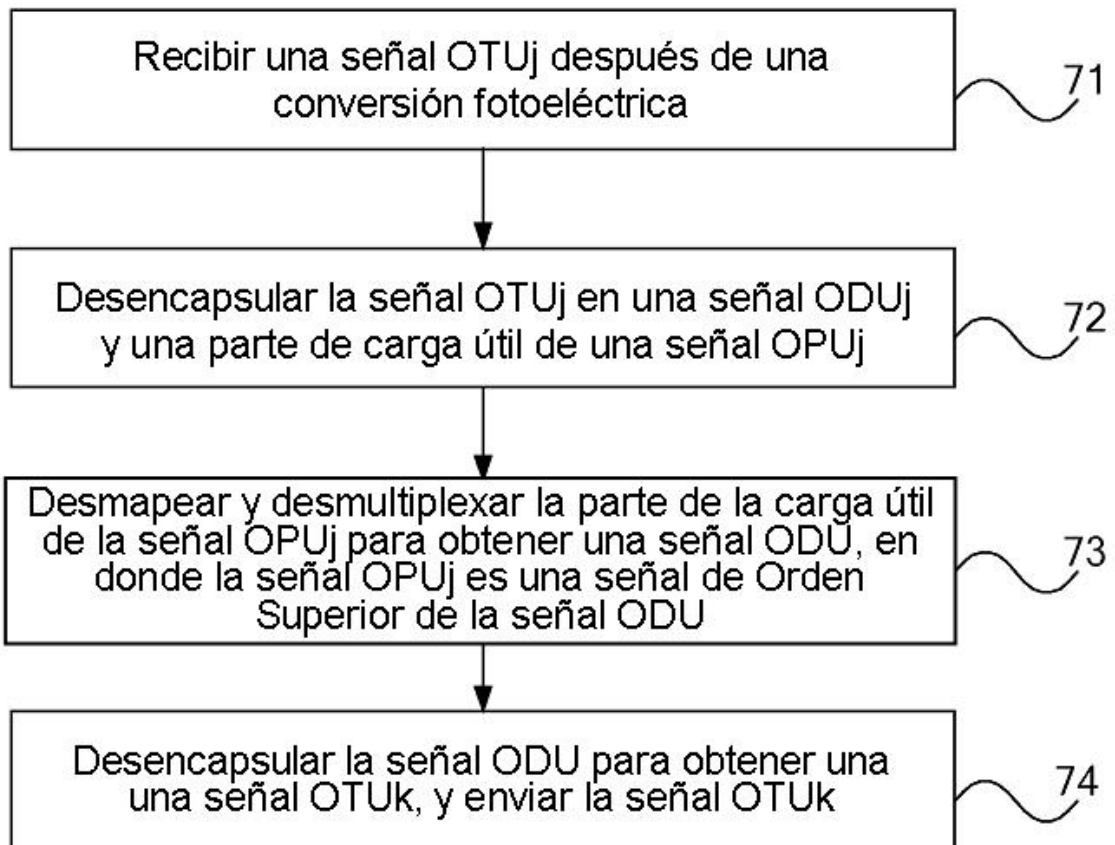 Recibir una señal OTUj después de una
conversión fotoeléctrica
71
Desencapsular la señal OTUj en una señal ODUj
y una parte de carga útil de una señal OPUj
72
Desmapear y desmultiplexar la parte de la carga útil
de la señal OPUj para obtener una señal ODU, en
donde la señal OPUj es una señal de Orden
Superior de la señal ODU
73
Desencapsular la señal ODU para obtener una
una señal OTUk, y enviar la señal OTUk
74